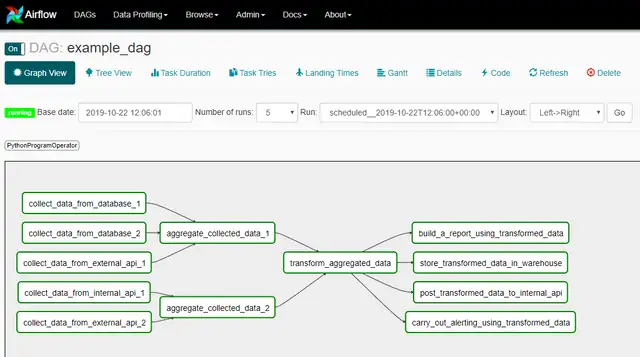 Airflow DAGs Data Profiling Browse Admin Docs About
On DAG: example_dag
Graph View Tree View Task Duration Task Tries Landing Times Gantt Details Code Refresh Delete
running Base date: 2019-10-22 12:06:01 Number of runs: 5 Run: scheduled__2019-10-22T12:06:00+00:00 Layout: Left->Right Go
PythonProgramOperator
collect_data_from_database_1
collect_data_from_database_2 aggregate_collected_data_1 build_a_report_using_transformed_data
collect_data_from_external_api_1 transform_aggregated_data store_transformed_data_in_warehouse
collect_data_from_internal_api_1 post_transformed_data_to_internal_api
aggregate_collected_data_2
collect_data_from_external_api_2 carry_out_alerting_using_transformed_data